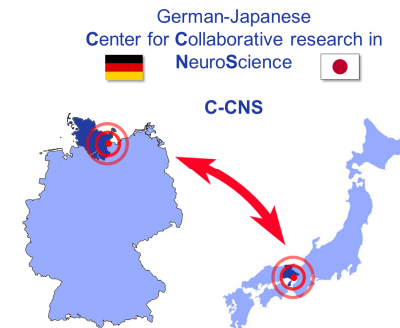 German-Japanese
Center for Collaborative research in
NeuroScience
C-CNS